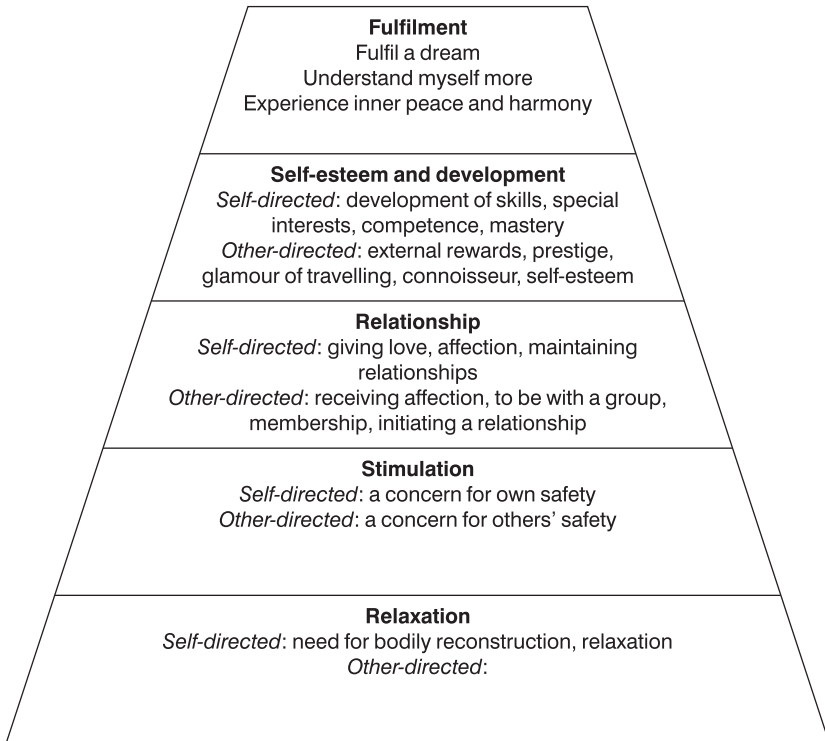 Fulfilment
Fulfil a dream
Understand myself more
Experience inner peace and harmony
Self-esteem and development
Self-directed: development of skills, special
interests, competence, mastery
Other-directed: external rewards, prestige,
glamour of travelling, connoisseur, self-esteem
Relationship
Self-directed: giving love, affection, maintaining
relationships
Other-directed: receiving affection, to be with a group,
membership, initiating a relationship
Stimulation
Self-directed: a concern for own safety
Other-directed: a concern for others’ safety
Relaxation
Self-directed: need for bodily reconstruction, relaxation
Other-directed: